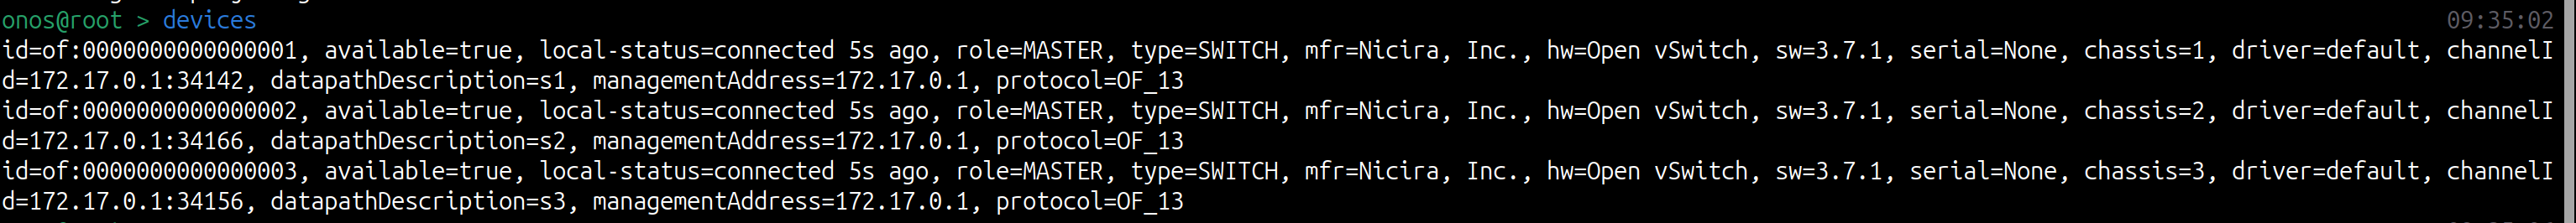 onos@root > devices 09:35:02
id=of:0000000000000001, available=true, local-status=connected 5s ago, role=MASTER, type=SWITCH, mfr=Nicira, Inc., hw=Open vSwitch, sw=3.7.1, serial=None, chassis=1, driver=default, channelI
d=172.17.0.1:34142, datapathDescription=s1, managementAddress=172.17.0.1, protocol=OF_13
id=of:0000000000000002, available=true, local-status=connected 5s ago, role=MASTER, type=SWITCH, mfr=Nicira, Inc., hw=Open vSwitch, sw=3.7.1, serial=None, chassis=2, driver=default, channelI
d=172.17.0.1:34166, datapathDescription=s2, managementAddress=172.17.0.1, protocol=OF_13
id=of:0000000000000003, available=true, local-status=connected 5s ago, role=MASTER, type=SWITCH, mfr=Nicira, Inc., hw=Open vSwitch, sw=3.7.1, serial=None, chassis=3, driver=default, channelI
d=172.17.0.1:34156, datapathDescription=s3, managementAddress=172.17.0.1, protocol=OF_13